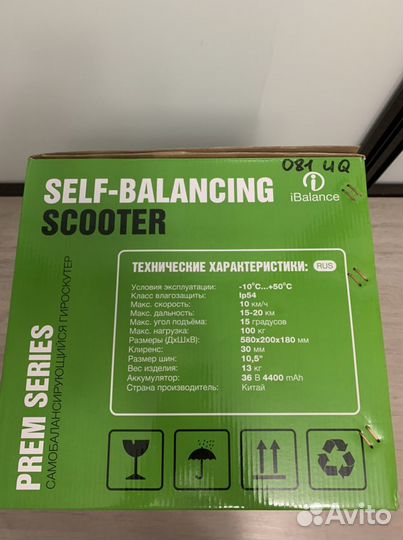 081 UQ
iBalance
SELF-BALANCING
SCOOTER
PREM SERIES
САМОБАЛАНСИРУЮЩИЙСЯ ГИРОСКУТЕР
ТЕХНИЧЕСКИЕ ХАРАКТЕРИСТИКИ: RUS
Условия эксплуатации: -10°C...+50°C
Класс влагозащиты: Ip54
Макс. скорость: 10 км/ч
Макс. дальность: 15-20 км
Макс. угол подъёма: 15 градусов
Макс. нагрузка: 100 кг
Размеры (ДхШхВ): 580x200x180 мм
Клиренс: 30 мм
Размер шин: 10,5"
Вес изделия: 13 кг
Аккумулятор: 36 В 4400 mAh
Страна производитель: Китай
Avito